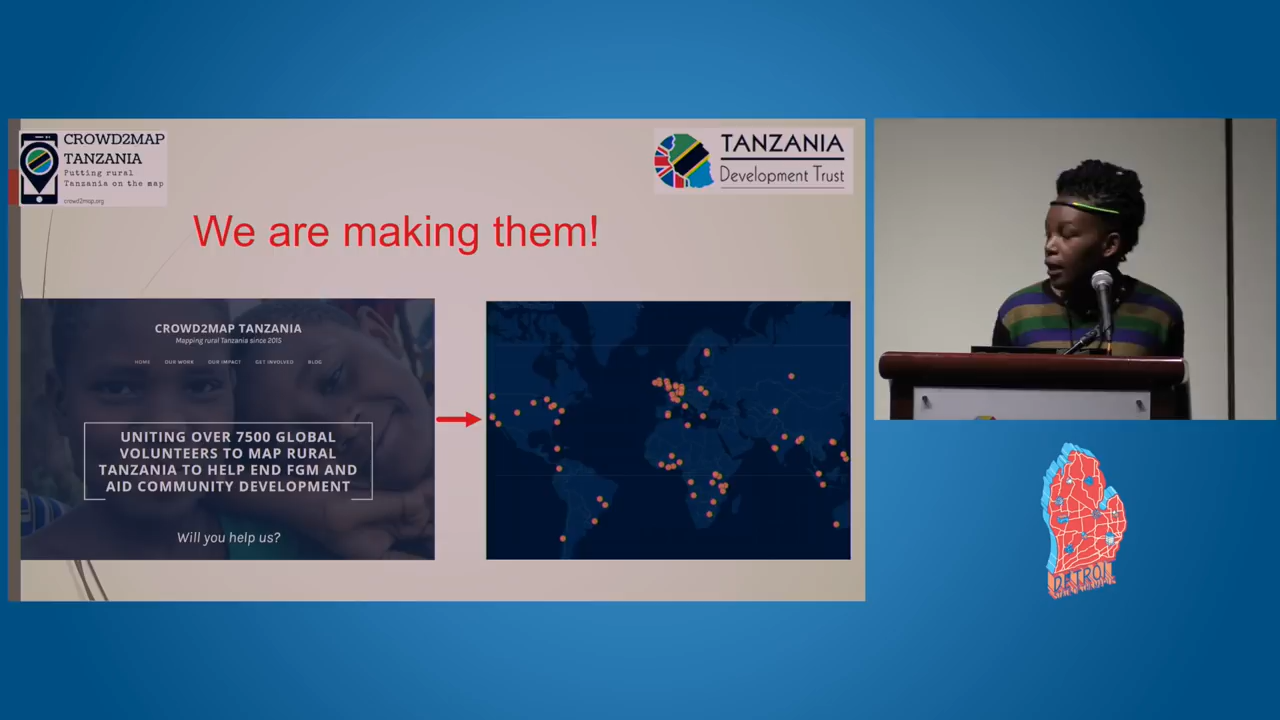 CROWD2MAP
TANZANIA
Putting rural
Tanzania on the map
crowd2map.org
TANZANIA
Development Trust
We are making them!
CROWD2MAP TANZANIA
Mapping rural Tanzania since 2015
HOME OUR WORK OUR IMPACT GET INVOLVED BLOG
UNITING OVER 7500 GLOBAL
VOLUNTEERS TO MAP RURAL
TANZANIA TO HELP END FGM AND
AID COMMUNITY DEVELOPMENT
Will you help us?
DETROI